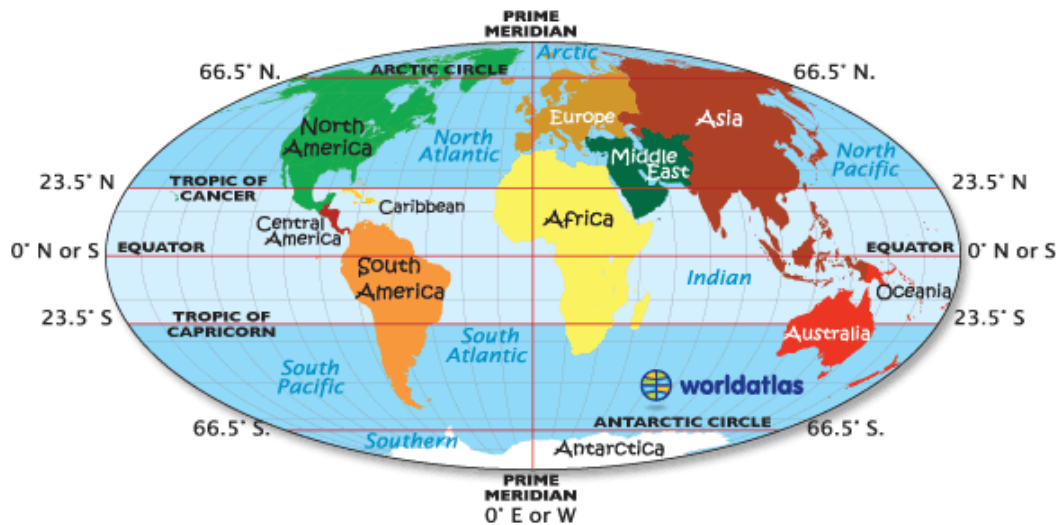 PRIME
MERIDIAN
Arctic
66.5° N.
ARCTIC CIRCLE
66.5° N.
North
America
North
Atlantic
Europe
Asia
Middle
East
North
Pacific
23.5° N
TROPIC OF
CANCER
23.5° N
Caribbean
Central
America
Africa
0° N or S
EQUATOR
EQUATOR
0° N or S
South
America
Indian
Oceania
23.5° S
TROPIC OF
CAPRICORN
23.5° S
Australia
South
Atlantic
South
Pacific
worldatlas
66.5° S.
ANTARCTIC CIRCLE
66.5° S.
Southern
Antarctica
PRIME
MERIDIAN
0° E or W